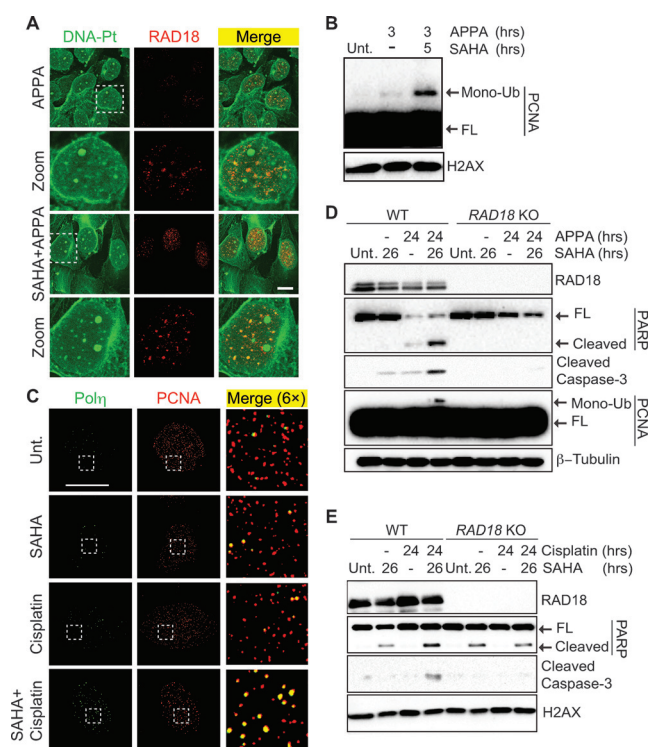 A
DNA-Pt RAD18 Merge
APPA
Zoom
SAHA+APPA
Zoom
B
3 3 APPA (hrs)
Unt. - 5 SAHA (hrs)
Mono-Ub
FL
PCNA
H2AX
C
Polη PCNA Merge (6×)
Unt.
SAHA
Cisplatin
SAHA+
Cisplatin
D
WT RAD18 KO
- 24 24 - 24 24 APPA (hrs)
Unt. 26 - 26 Unt. 26 - 26 SAHA (hrs)
RAD18
FL
Cleaved
PARP
Cleaved
Caspase-3
Mono-Ub
FL
PCNA
β-Tubulin
E
WT RAD18 KO
- 24 24 - 24 24 Cisplatin (hrs)
Unt. 26 - 26 Unt. 26 - 26 SAHA (hrs)
RAD18
FL
Cleaved
PARP
Cleaved
Caspase-3
H2AX